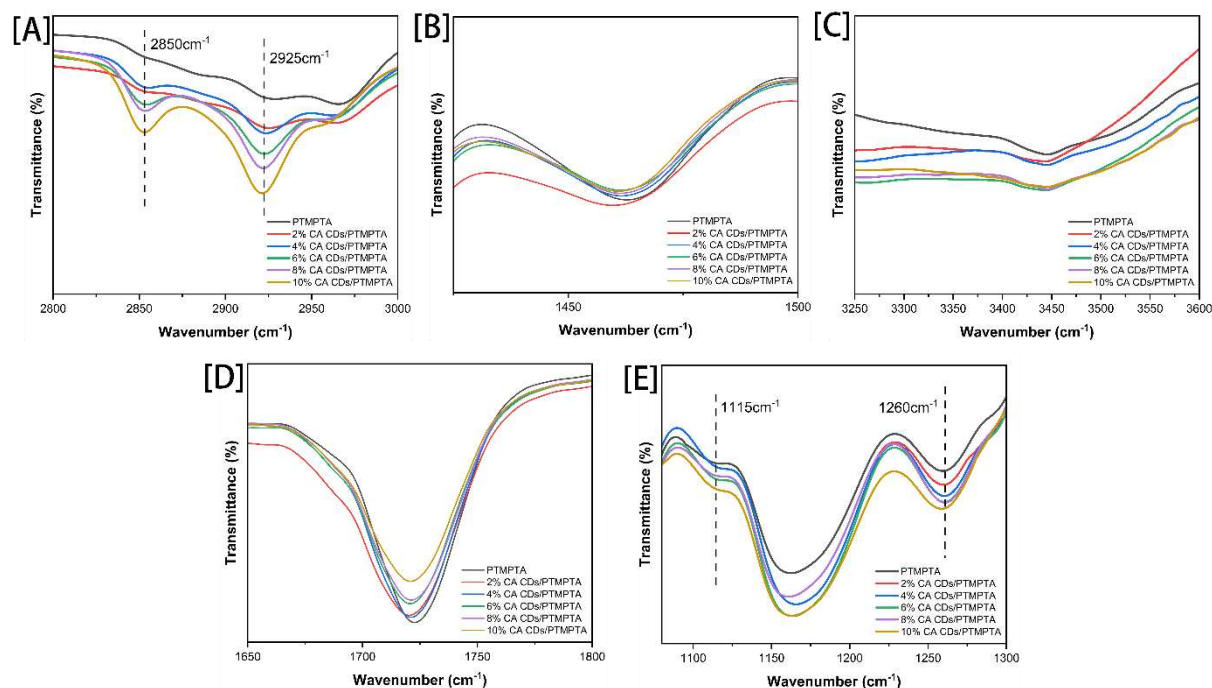 [A]
2850cm-1
2925cm-1
Transmittance (%)
PTMPTA
2% CA CDs/PTMPTA
4% CA CDs/PTMPTA
6% CA CDs/PTMPTA
8% CA CDs/PTMPTA
10% CA CDs/PTMPTA
2800
2850
2900
2950
3000
Wavenumber (cm-1)
[B]
Transmittance (%)
PTMPTA
2% CA CDs/PTMPTA
4% CA CDs/PTMPTA
6% CA CDs/PTMPTA
8% CA CDs/PTMPTA
10% CA CDs/PTMPTA
1450
1500
Wavenumber (cm-1)
[C]
Transmittance (%)
PTMPTA
2% CA CDs/PTMPTA
4% CA CDs/PTMPTA
6% CA CDs/PTMPTA
8% CA CDs/PTMPTA
10% CA CDs/PTMPTA
3250
3300
3350
3400
3450
3500
3550
3600
Wavenumber (cm-1)
[D]
Transmittance (%)
PTMPTA
2% CA CDs/PTMPTA
4% CA CDs/PTMPTA
6% CA CDs/PTMPTA
8% CA CDs/PTMPTA
10% CA CDs/PTMPTA
1650
1700
1750
1800
Wavenumber (cm-1)
[E]
1115cm-1
1260cm-1
Transmittance (%)
PTMPTA
2% CA CDs/PTMPTA
4% CA CDs/PTMPTA
6% CA CDs/PTMPTA
8% CA CDs/PTMPTA
10% CA CDs/PTMPTA
1100
1150
1200
1250
1300
Wavenumber (cm-1)